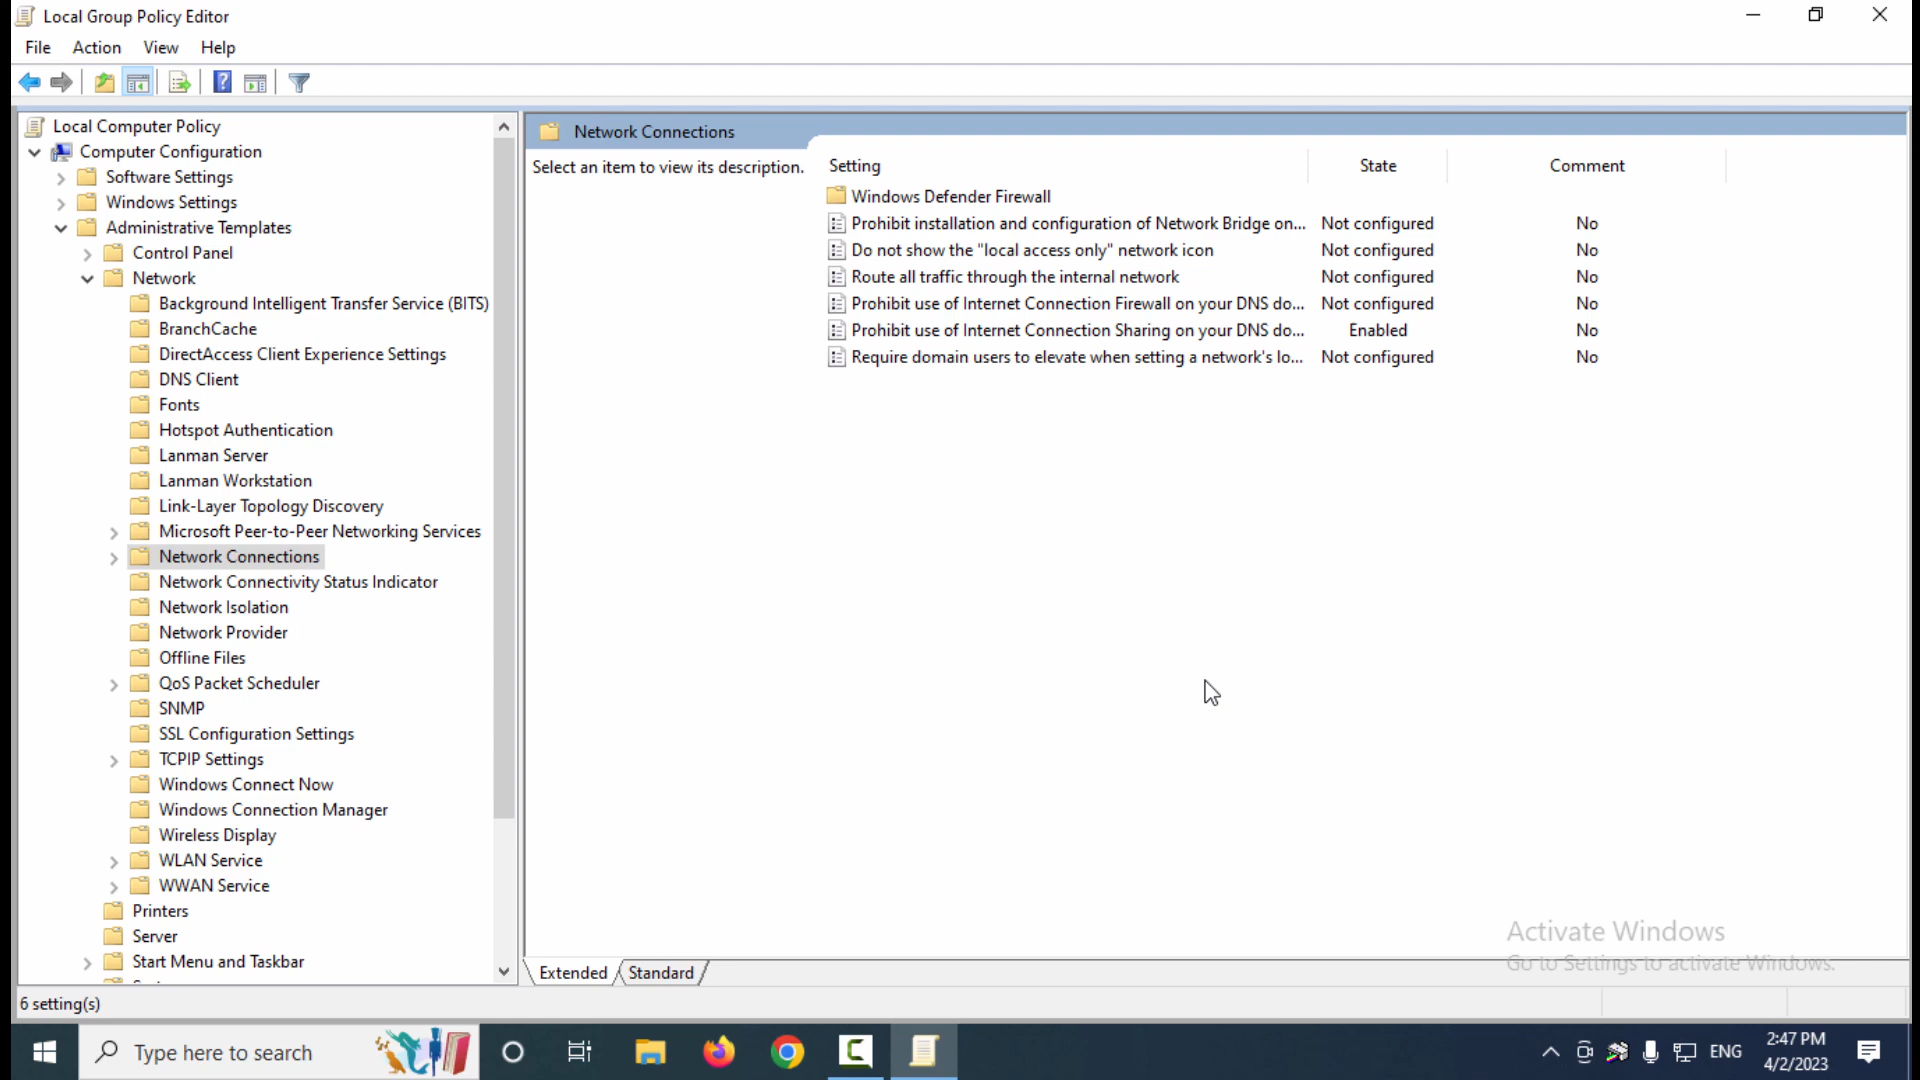 Local Group Policy Editor
File Action View Help
Local Computer Policy
Computer Configuration
Software Settings
Windows Settings
Administrative Templates
Control Panel
Network
Background Intelligent Transfer Service (BITS)
BranchCache
DirectAccess Client Experience Settings
DNS Client
Fonts
Hotspot Authentication
Lanman Server
Lanman Workstation
Link-Layer Topology Discovery
Microsoft Peer-to-Peer Networking Services
Network Connections
Network Connectivity Status Indicator
Network Isolation
Network Provider
Offline Files
QoS Packet Scheduler
SNMP
SSL Configuration Settings
TCPIP Settings
Windows Connect Now
Windows Connection Manager
Wireless Display
WLAN Service
WWAN Service
Printers
Server
Start Menu and Taskbar
Network Connections
Select an item to view its description.
Setting State Comment
Windows Defender Firewall
Prohibit installation and configuration of Network Bridge on... Not configured No
Do not show the "local access only" network icon Not configured No
Route all traffic through the internal network Not configured No
Prohibit use of Internet Connection Firewall on your DNS do... Not configured No
Prohibit use of Internet Connection Sharing on your DNS do... Enabled No
Require domain users to elevate when setting a network's lo... Not configured No
Activate Windows
Go to Settings to activate Windows.
Extended Standard
6 setting(s)
Type here to search
ENG
2:47 PM
4/2/2023